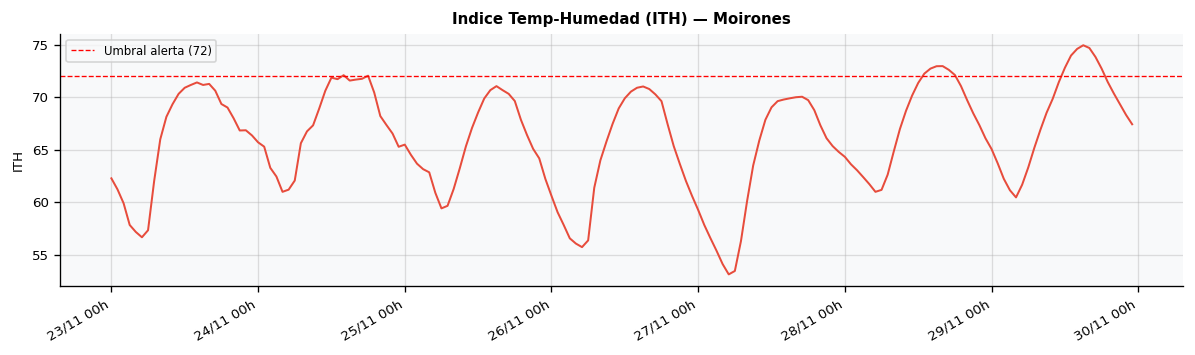 Indice Temp-Humedad (ITH) — Moirones
Umbral alerta (72)
ITH
75
70
65
60
55
23/11 00h
24/11 00h
25/11 00h
26/11 00h
27/11 00h
28/11 00h
29/11 00h
30/11 00h